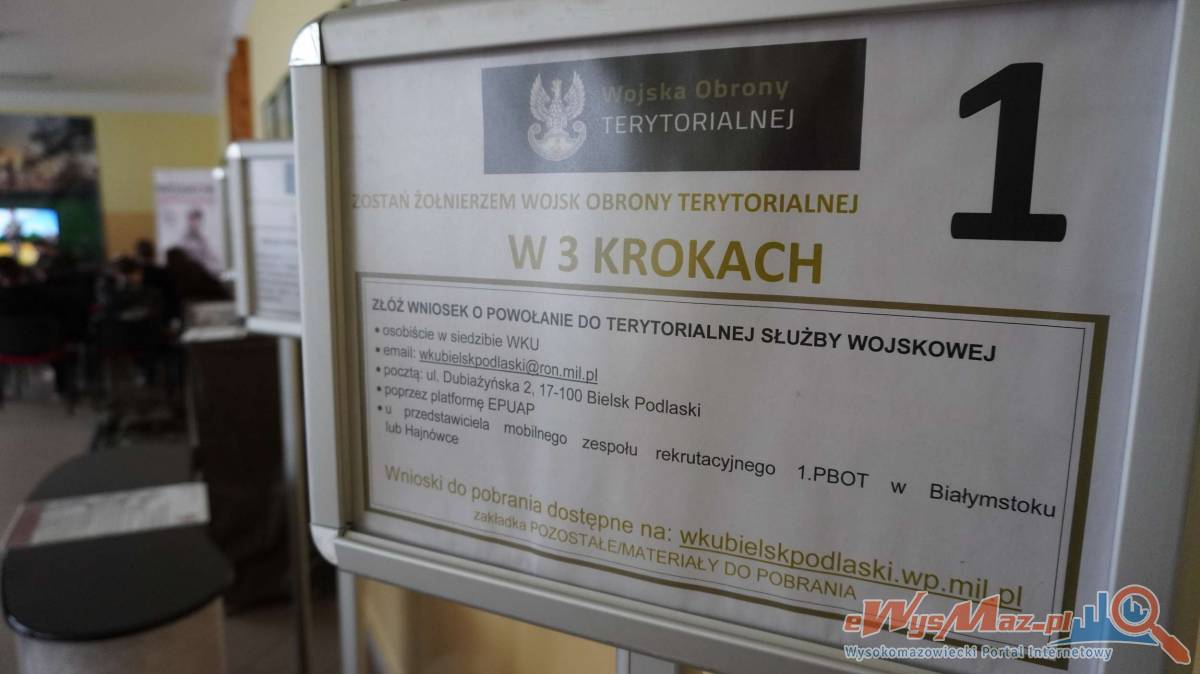 Wojska Obrony
TERYTORIALNEJ
1
ZOSTAŃ ŻOŁNIERZEM WOJSK OBRONY TERYTORIALNEJ
W 3 KROKACH
ZŁÓŻ WNIOSEK O POWOŁANIE DO TERYTORIALNEJ SŁUŻBY WOJSKOWEJ
• osobiście w siedzibie WKU
• email: wkubielskpodlaski@ron.mil.pl
• pocztą: ul. Dubiażyńska 2, 17-100 Bielsk Podlaski
• poprzez platformę EPUAP
• u przedstawiciela mobilnego zespołu rekrutacyjnego 1.PBOT w Białymstoku
lub Hajnówce
Wnioski do pobrania dostępne na: wkubielskpodlaski.wp.mil.pl
zakładka POZOSTAŁE/MATERIAŁY DO POBRANIA
eWysMaz.pl
Wysokomazowiecki Portal Internetowy